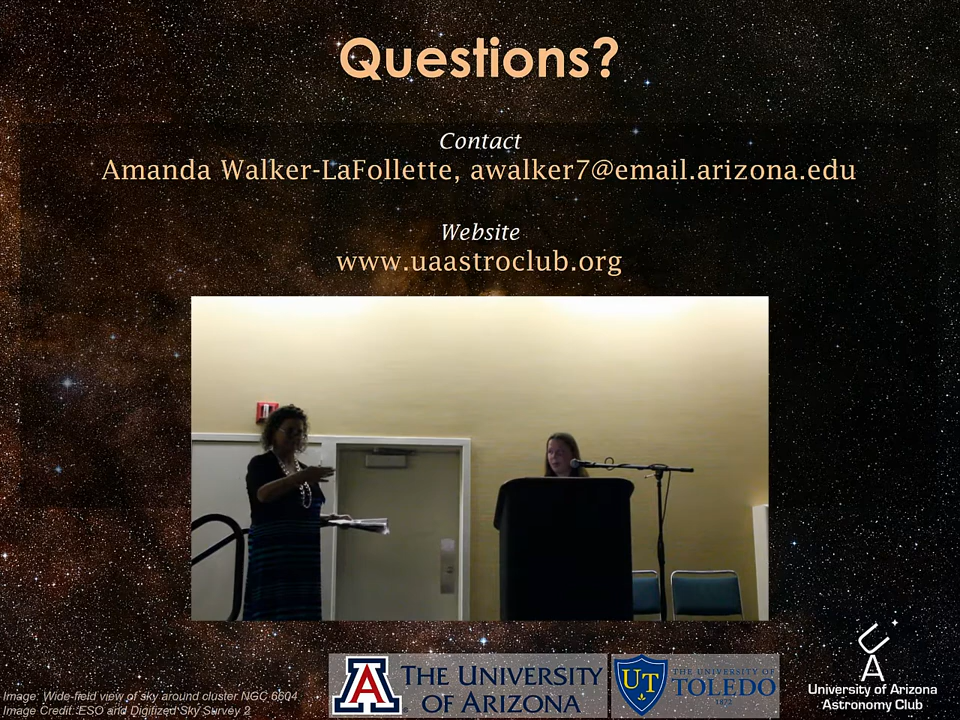 Questions?
Contact
Amanda Walker-LaFollette, awalker7@email.arizona.edu
Website
www.uaastroclub.org
A
THE UNIVERSITY
OF ARIZONA
UT
THE UNIVERSITY OF
TOLEDO
1872
UA
University of Arizona
Astronomy Club
Image: Wide-field view of sky around cluster NGC 6604
Image Credit: ESO and Digitized Sky Survey 2